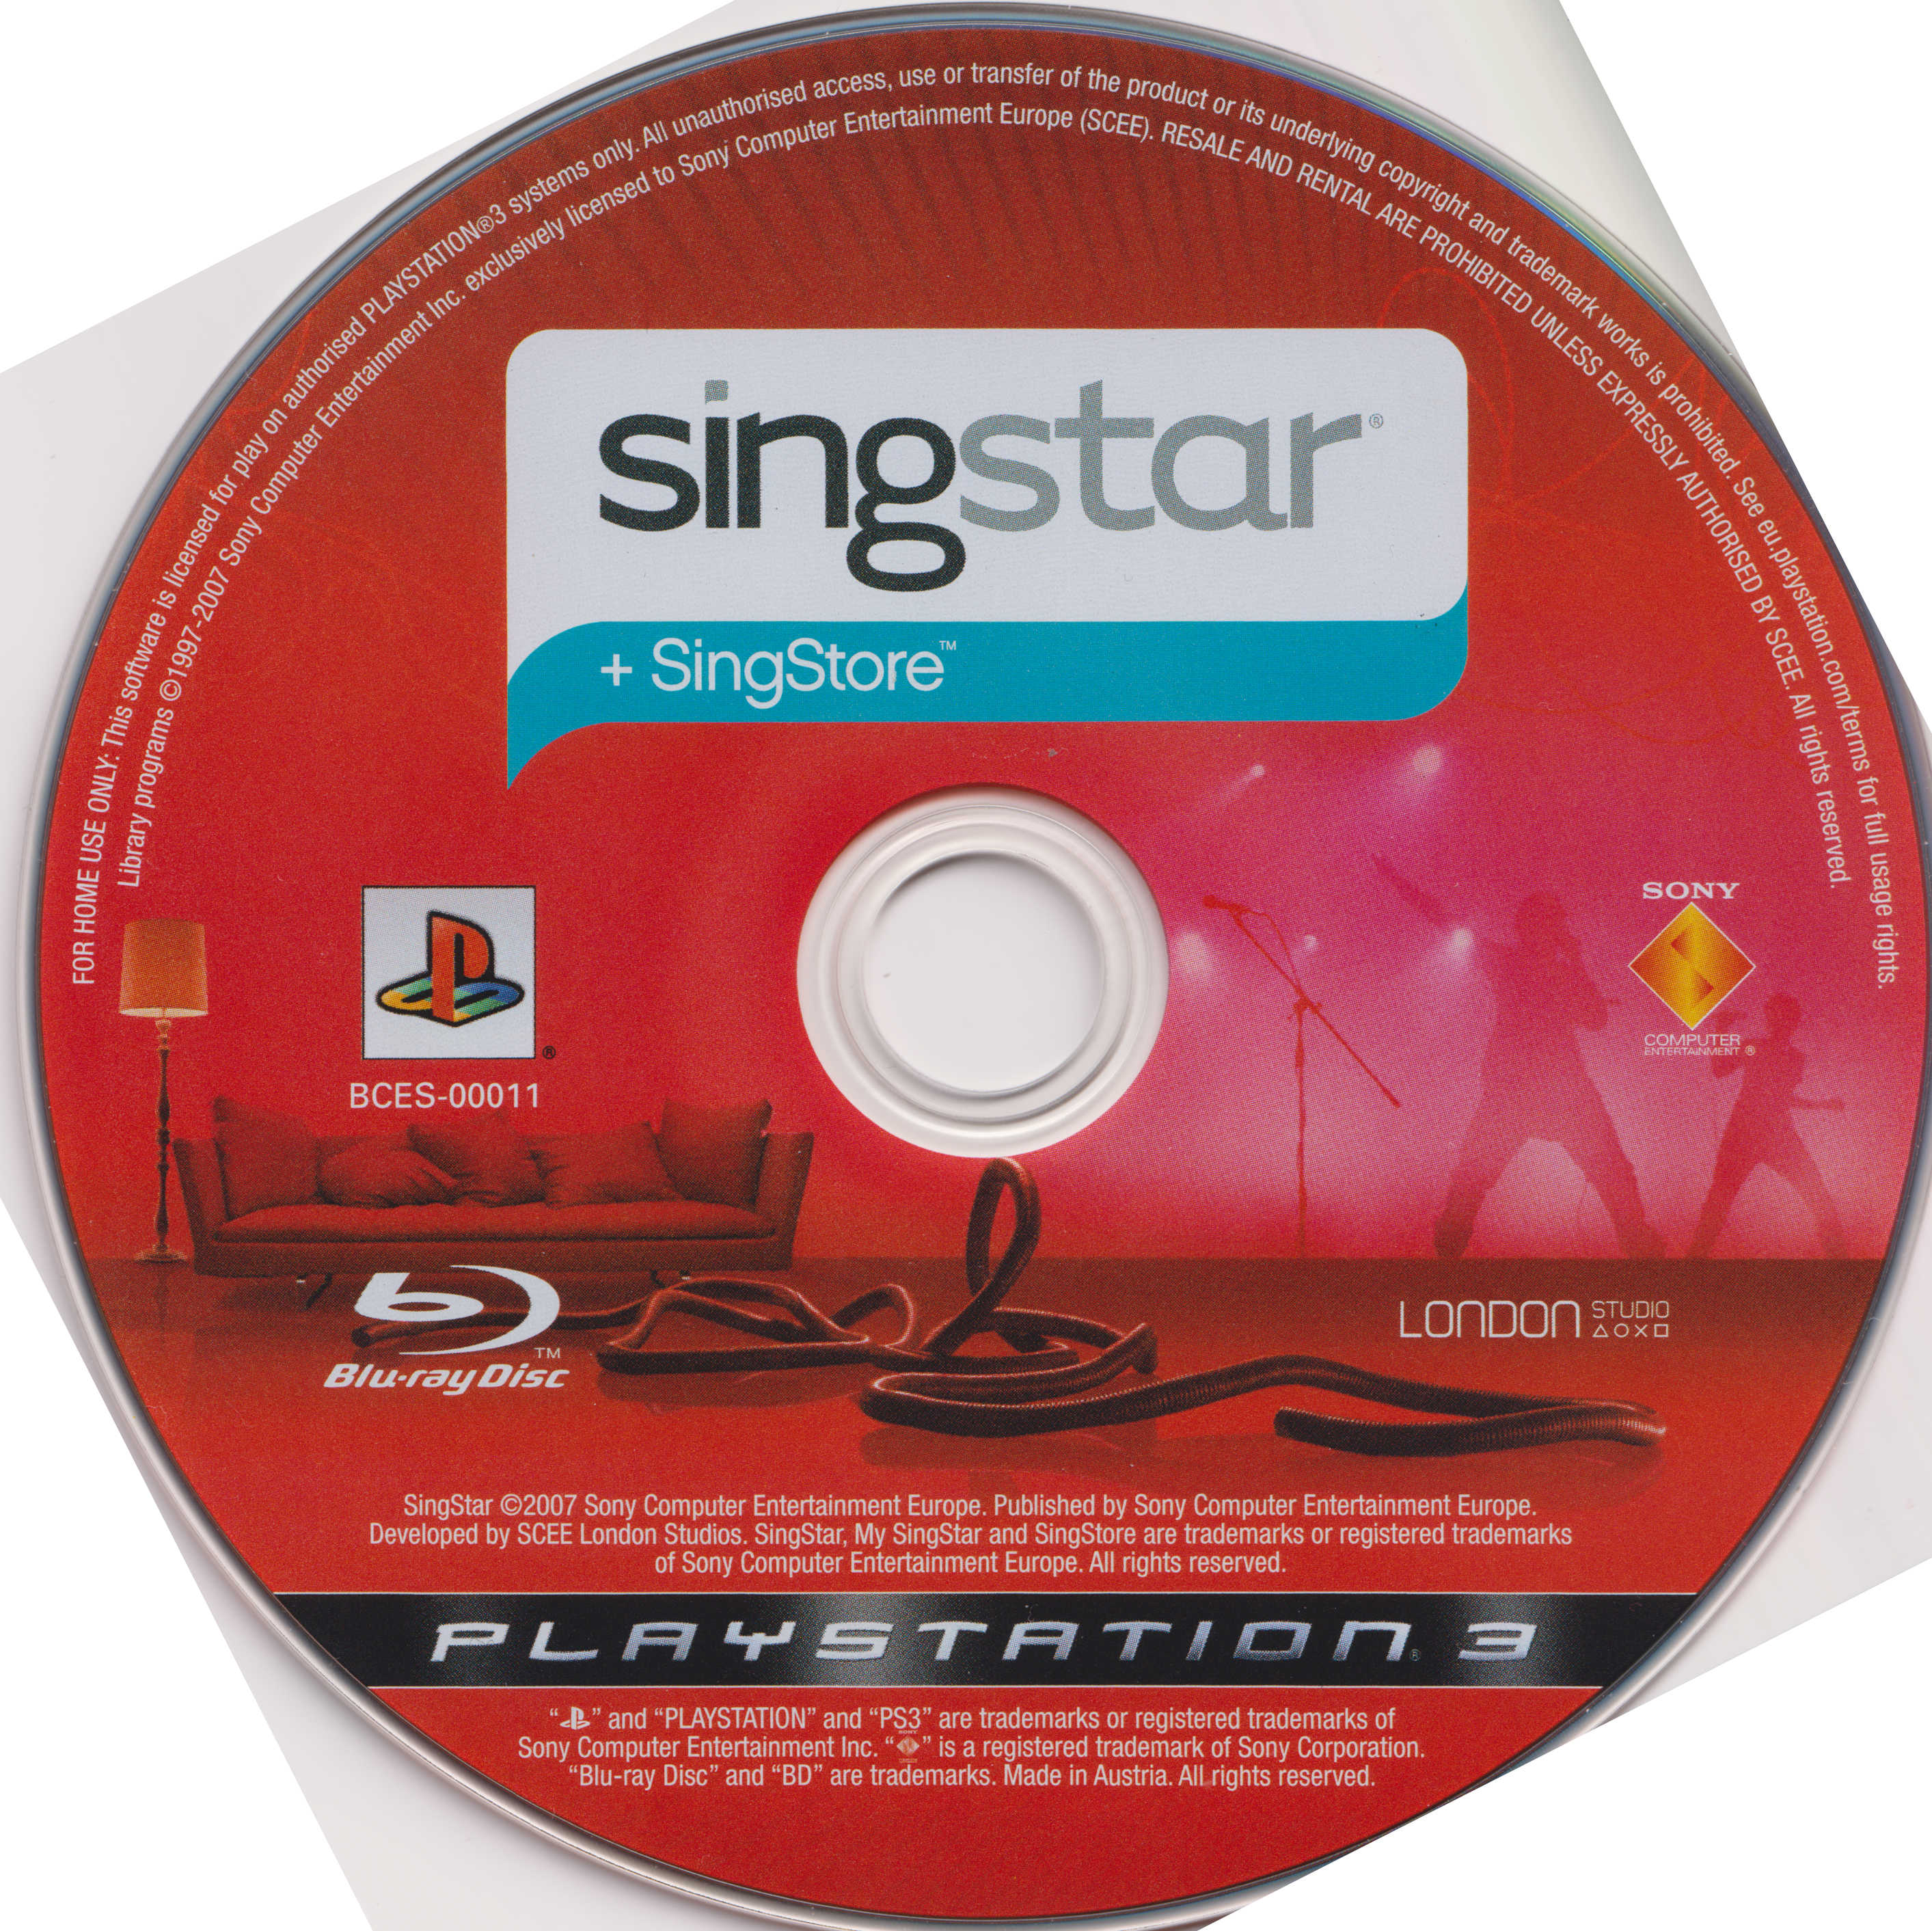 FOR HOME USE ONLY: This software is licensed for play on authorised PLAYSTATION®3 systems only. All unauthorised access, use or transfer of the product or its underlying copyright and trademark works is prohibited. See eu.playstation.com/terms for full usage rights.
Library programs ©1997-2007 Sony Computer Entertainment Inc. exclusively licensed to Sony Computer Entertainment Europe (SCEE). RESALE AND RENTAL ARE PROHIBITED UNLESS EXPRESSLY AUTHORISED BY SCEE. All rights reserved.
singstar®
+ SingStore™
®
BCES-00011
SONY
COMPUTER
ENTERTAINMENT ®
Blu-ray Disc™
LONDON STUDIO
SingStar ©2007 Sony Computer Entertainment Europe. Published by Sony Computer Entertainment Europe.
Developed by SCEE London Studios. SingStar, My SingStar and SingStore are trademarks or registered trademarks
of Sony Computer Entertainment Europe. All rights reserved.
PLAYSTATION®3
“ ” and “PLAYSTATION” and “PS3” are trademarks or registered trademarks of
Sony Computer Entertainment Inc. “ ” is a registered trademark of Sony Corporation.
“Blu-ray Disc” and “BD” are trademarks. Made in Austria. All rights reserved.